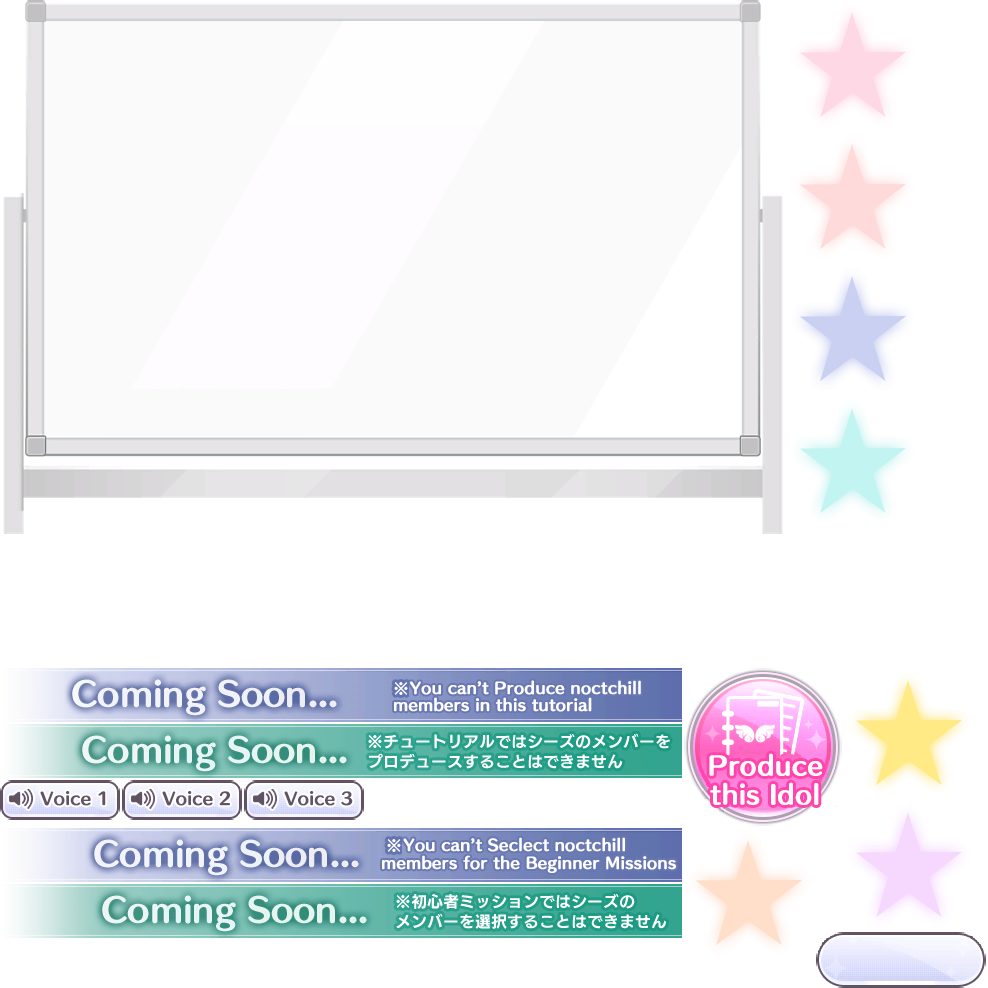 Coming Soon...
※You can't Produce noctchill
members in this tutorial
Coming Soon...
※チュートリアルではシーズのメンバーを
プロデュースすることはできません
Produce
this Idol
Voice 1
Voice 2
Voice 3
Coming Soon...
※You can't Seclect noctchill
members for the Beginner Missions
Coming Soon...
※初心者ミッションではシーズの
メンバーを選択することはできません